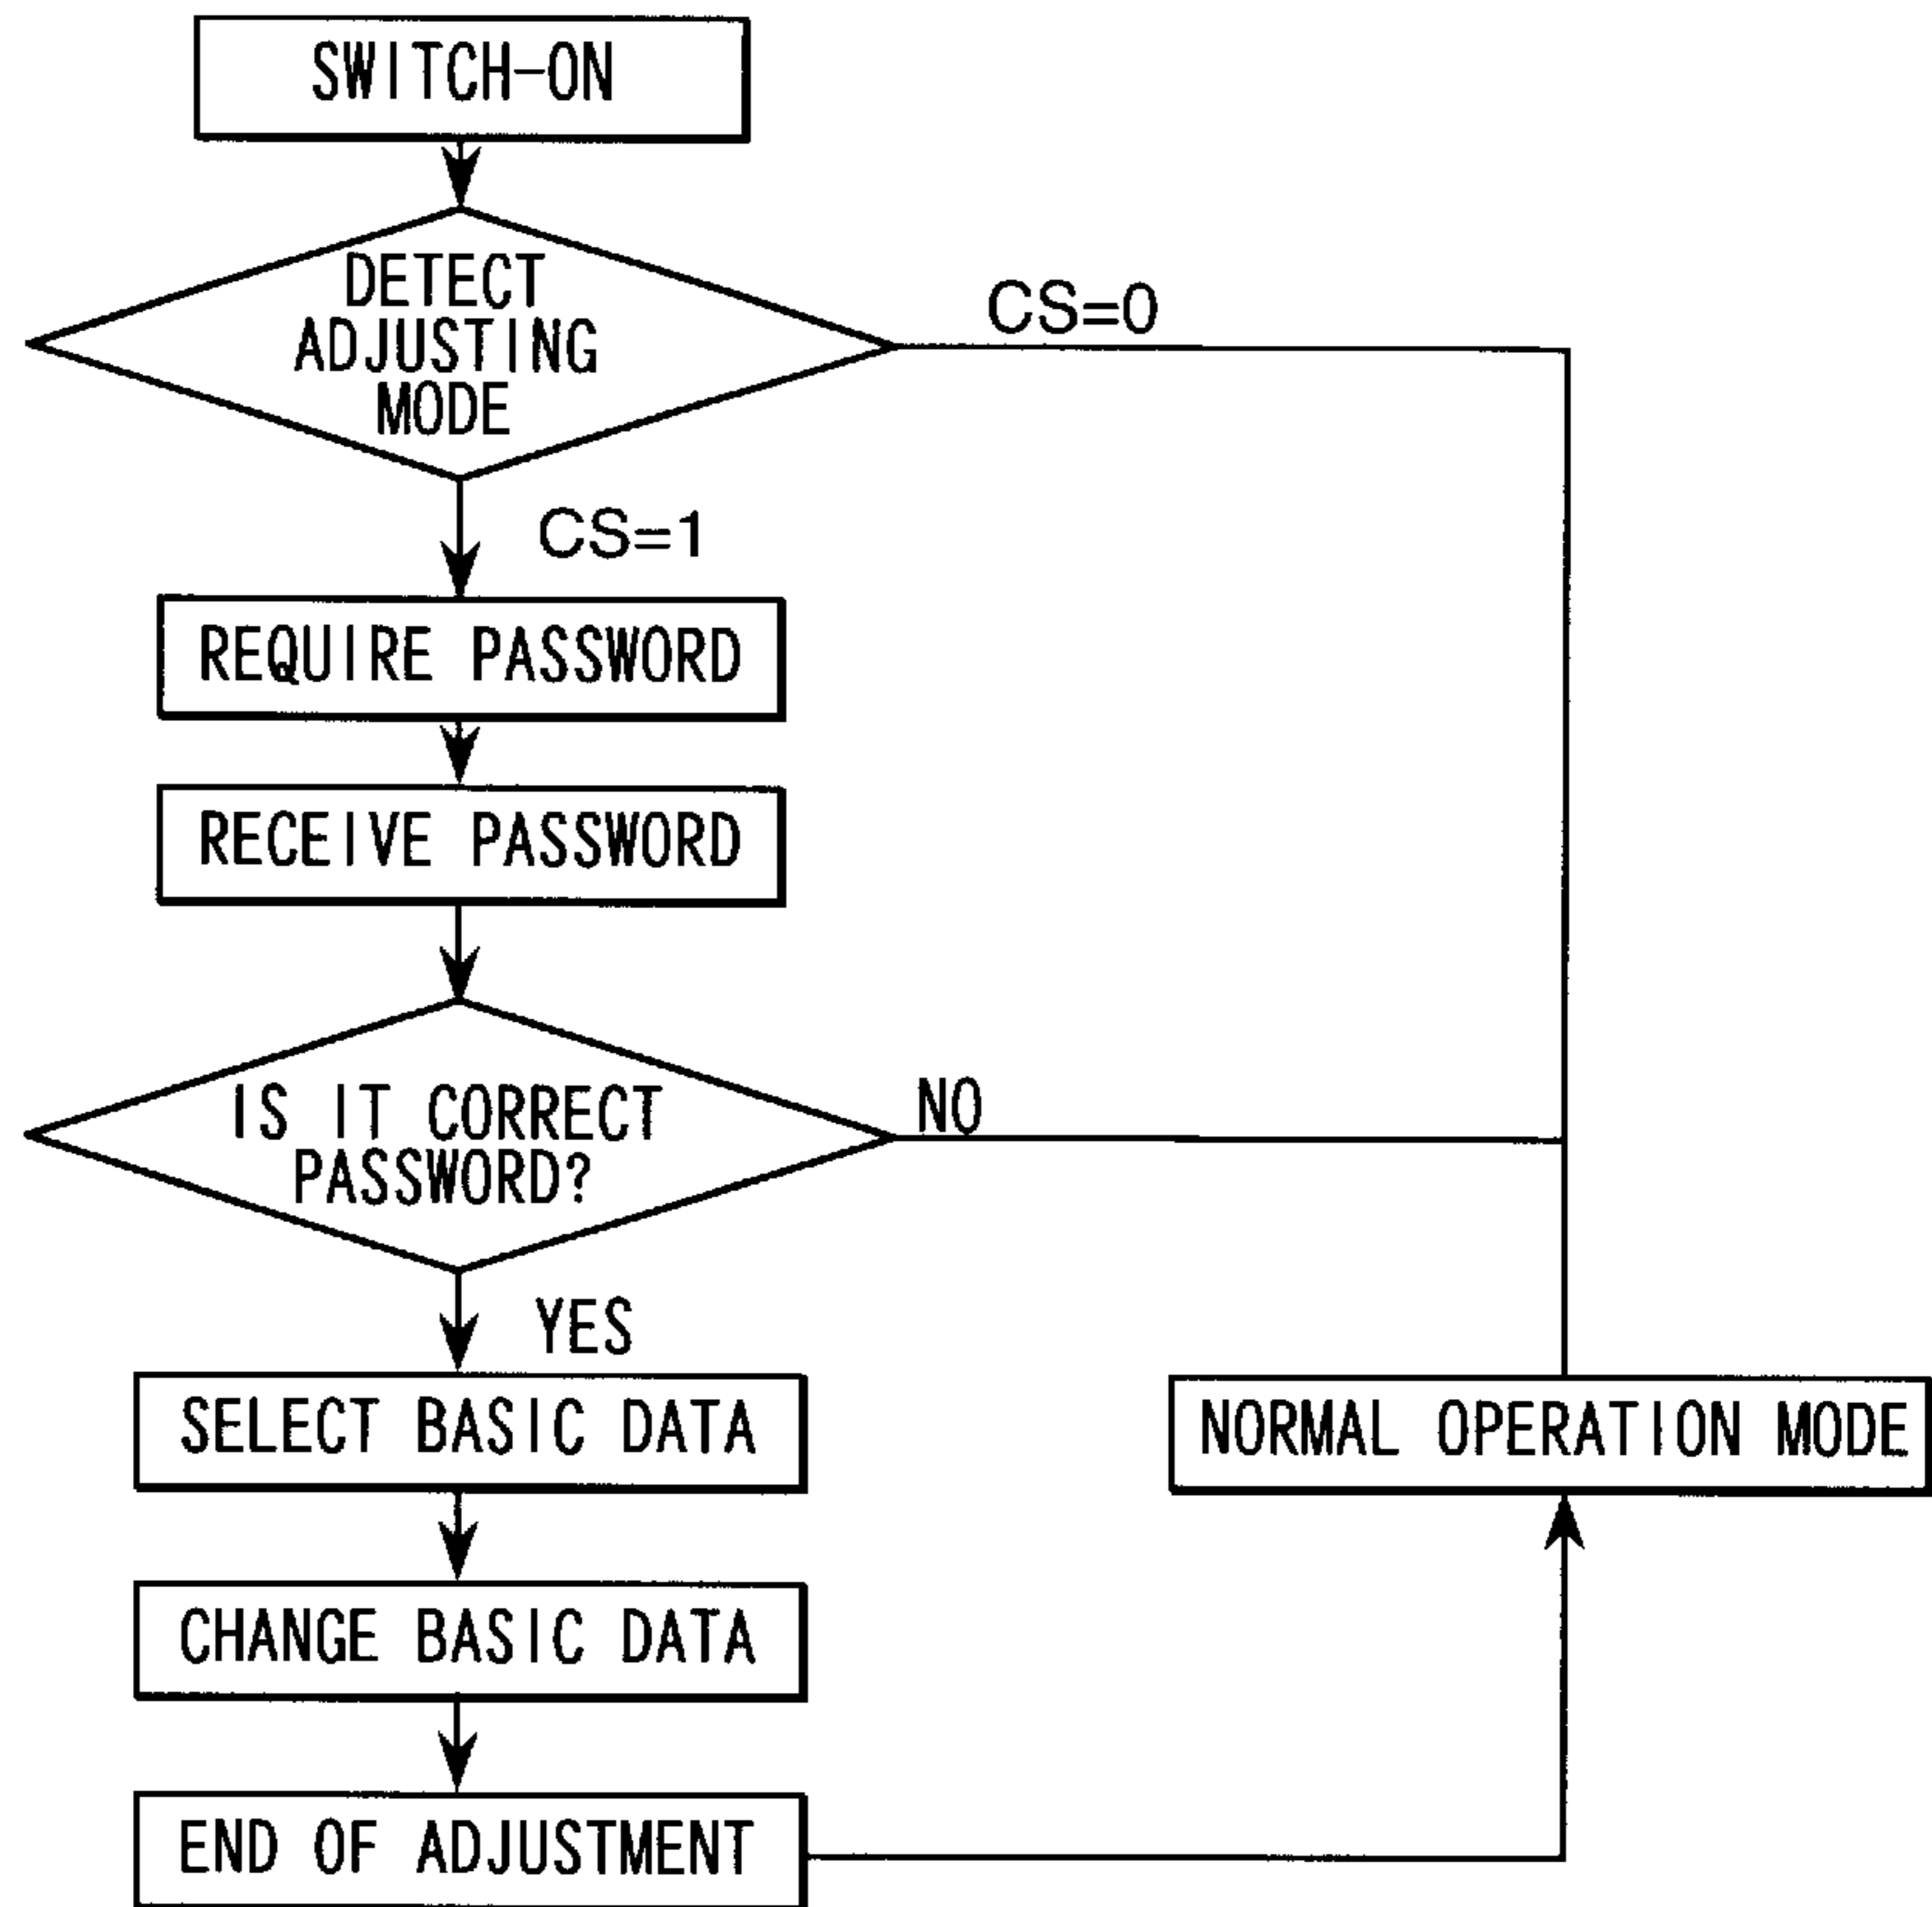 SWITCH-ON
DETECT
ADJUSTING
MODE
CS=0
CS=1
REQUIRE PASSWORD
RECEIVE PASSWORD
IS IT CORRECT
PASSWORD?
NO
YES
SELECT BASIC DATA
NORMAL OPERATION MODE
CHANGE BASIC DATA
END OF ADJUSTMENT